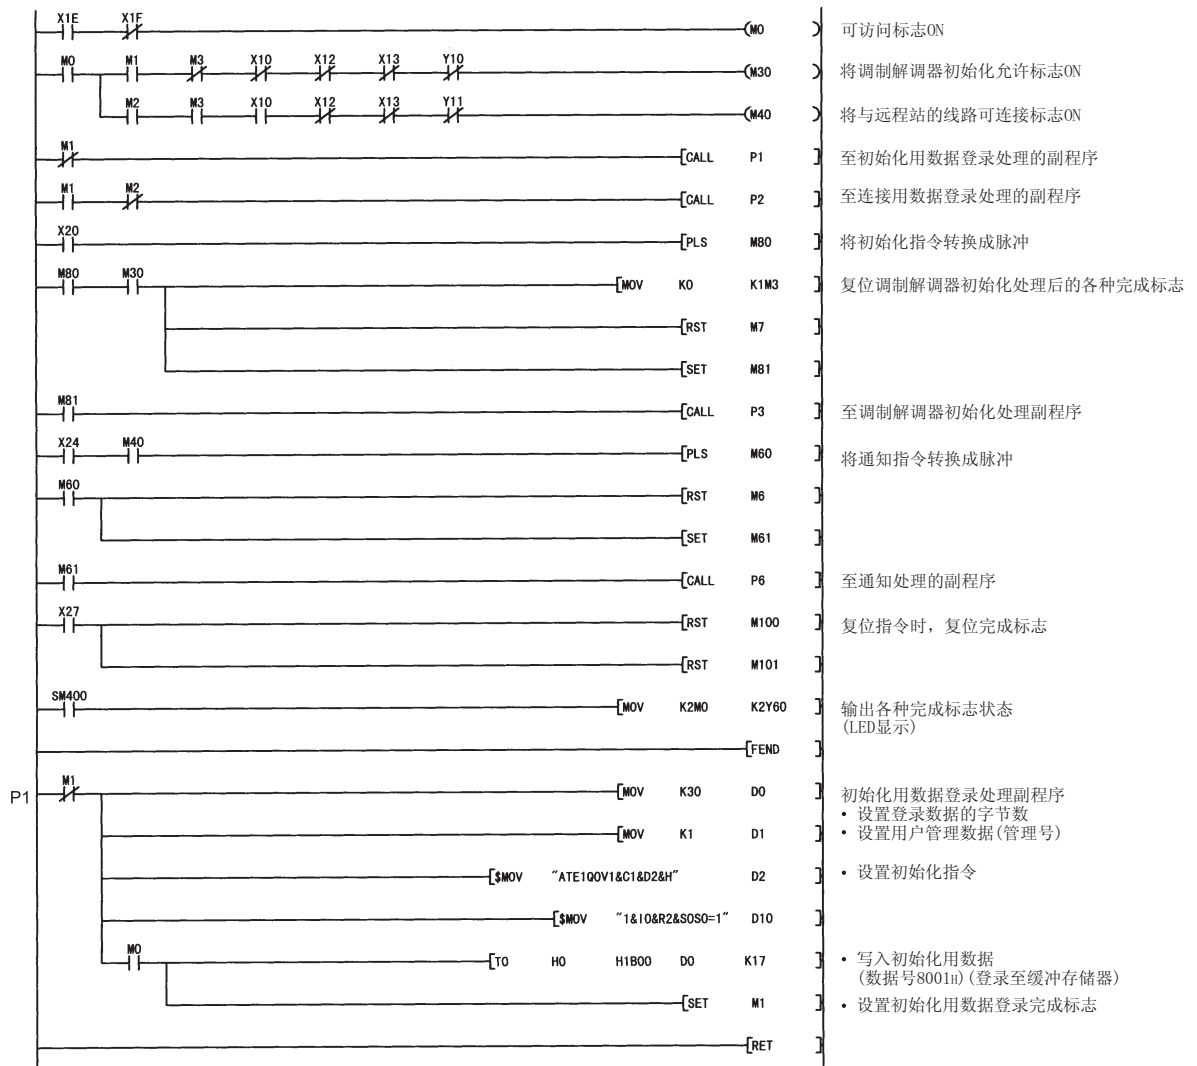 X1E X1F (M0 ) 可访问标志ON
M0 M1 M3 X10 X12 X13 Y10 (M30 ) 将调制解调器初始化允许标志ON
M2 M3 X10 X12 X13 Y11 (M40 ) 将与远程站的线路可连接标志ON
M1 [CALL P1 ] 至初始化用数据登录处理的副程序
M1 M2 [CALL P2 ] 至连接用数据登录处理的副程序
X20 [PLS M80 ] 将初始化指令转换成脉冲
M80 M30 [MOV K0 K1M3 ] 复位调制解调器初始化处理后的各种完成标志
[RST M7 ]
[SET M81 ]
M81 [CALL P3 ] 至调制解调器初始化处理副程序
X24 M40 [PLS M60 ] 将通知指令转换成脉冲
M60 [RST M6 ]
[SET M61 ]
M61 [CALL P6 ] 至通知处理的副程序
X27 [RST M100 ] 复位指令时，复位完成标志
[RST M101 ]
SM400 [MOV K2M0 K2Y60 ] 输出各种完成标志状态
(LED显示)
[FEND ]
P1 M1 [MOV K30 D0 ] 初始化用数据登录处理副程序
• 设置登录数据的字节数
[MOV K1 D1 ] • 设置用户管理数据(管理号)
[$MOV "ATE1Q0V1&C1&D2&H" D2 ] • 设置初始化指令
[$MOV "1&I0&R2&S0S0=1" D10 ]
M0 [TO H0 H1B00 D0 K17 ] • 写入初始化用数据
(数据号8001H)(登录至缓冲存储器)
[SET M1 ] • 设置初始化用数据登录完成标志
[RET ]